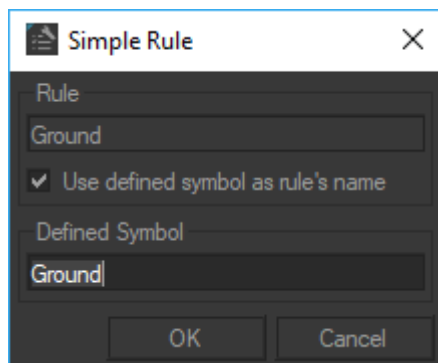 Simple Rule
Rule
Ground
Use defined symbol as rule's name
Defined Symbol
Ground
OK Cancel